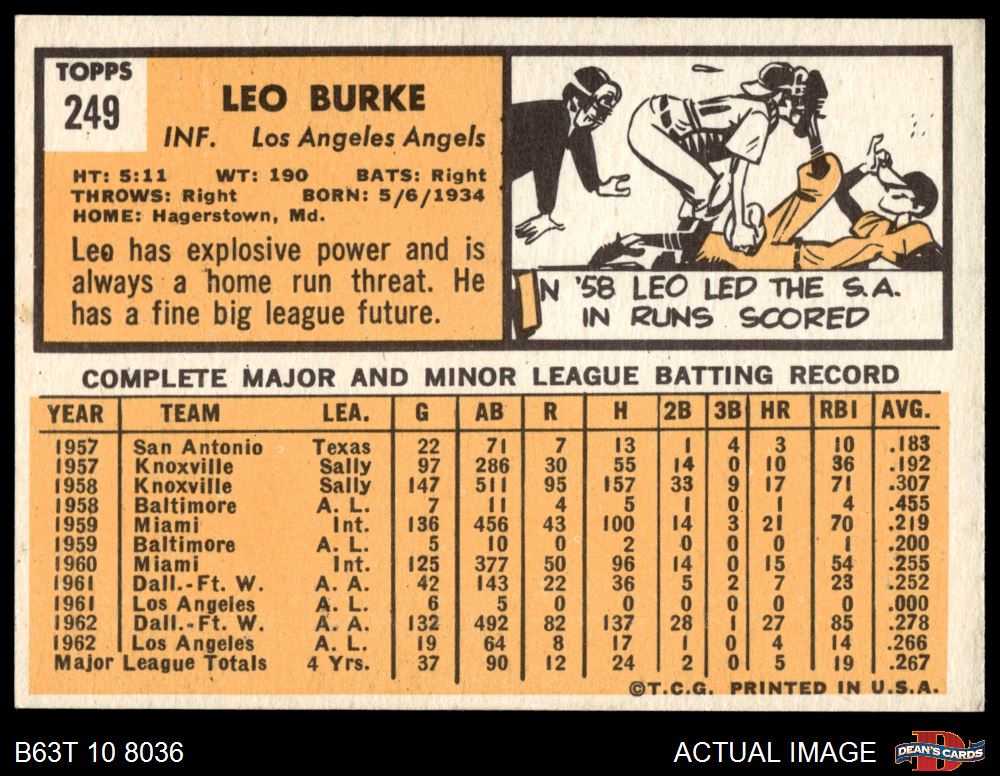 TOPPS
249
LEO BURKE
INF. Los Angeles Angels
HT: 5:11 WT: 190 BATS: Right
THROWS: Right BORN: 5/6/1934
HOME: Hagerstown, Md.
Leo has explosive power and is
always a home run threat. He
has a fine big league future.
IN '58 LEO LED THE S.A.
IN RUNS SCORED
COMPLETE MAJOR AND MINOR LEAGUE BATTING RECORD
YEAR TEAM LEA. G AB R H 2B 3B HR RBI AVG.
1957 San Antonio Texas 22 71 7 13 1 4 3 10 .183
1957 Knoxville Sally 97 286 30 55 14 0 10 36 .192
1958 Knoxville Sally 147 511 95 157 33 9 17 71 .307
1958 Baltimore A. L. 7 11 4 5 1 0 1 4 .455
1959 Miami Int. 136 456 43 100 14 3 21 70 .219
1959 Baltimore A. L. 5 10 0 2 0 0 0 1 .200
1960 Miami Int. 125 377 50 96 14 0 15 54 .255
1961 Dall.-Ft. W. A. A. 42 143 22 36 5 2 7 23 .252
1961 Los Angeles A. L. 6 5 0 0 0 0 0 0 .000
1962 Dall.-Ft. W. A. A. 132 492 82 137 28 1 27 85 .278
1962 Los Angeles A. L. 19 64 8 17 1 0 4 14 .266
Major League Totals 4 Yrs. 37 90 12 24 2 0 5 19 .267
©T.C.G. PRINTED IN U.S.A.
B63T 10 8036
ACTUAL IMAGE
D
DEAN'S CARDS